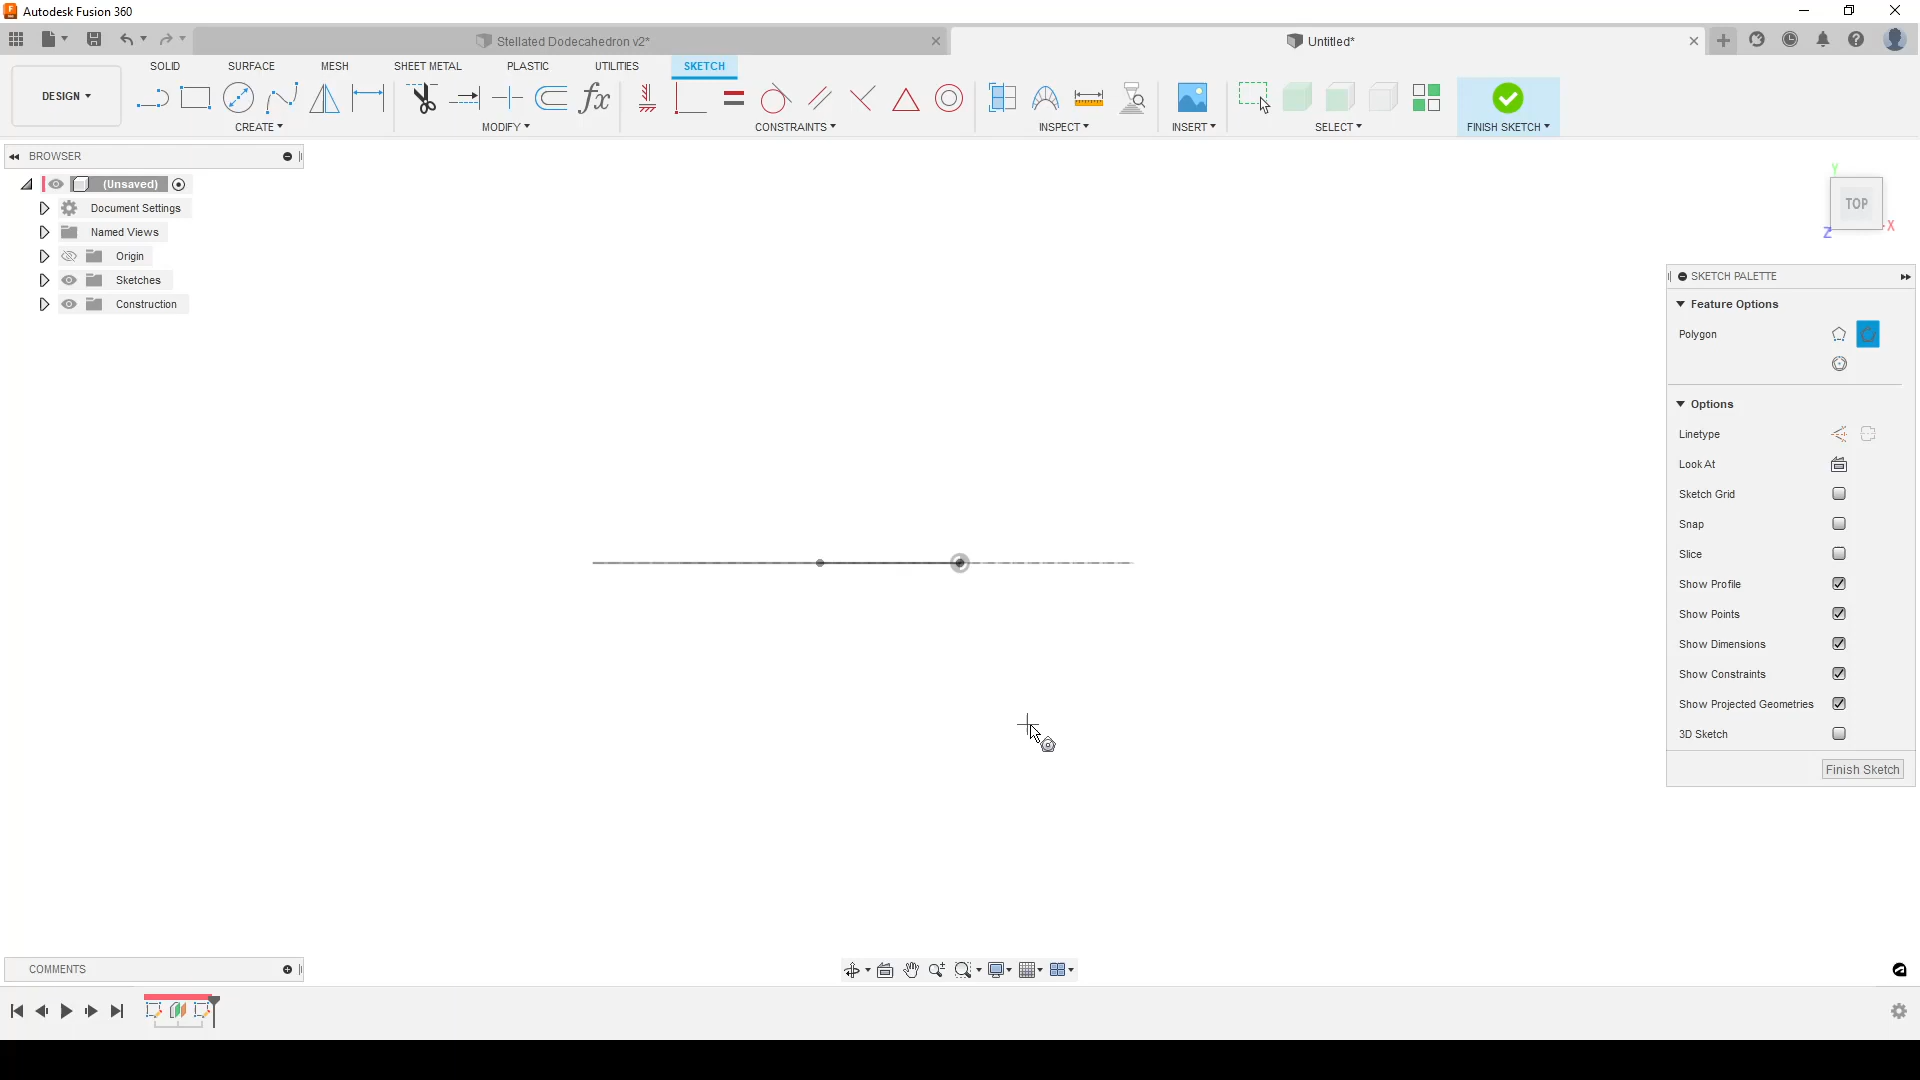 Autodesk Fusion 360
Stellated Dodecahedron v2*
Untitled*
SOLID
SURFACE
MESH
SHEET METAL
PLASTIC
UTILITIES
SKETCH
DESIGN
fx
CREATE
MODIFY
CONSTRAINTS
INSPECT
INSERT
SELECT
FINISH SKETCH
BROWSER
(Unsaved)
Document Settings
Named Views
Origin
Sketches
Construction
Y
TOP
X
Z
SKETCH PALETTE
Feature Options
Polygon
Options
Linetype
Look At
Sketch Grid
Snap
Slice
Show Profile
Show Points
Show Dimensions
Show Constraints
Show Projected Geometries
3D Sketch
Finish Sketch
COMMENTS